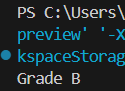 PS C:\Users\
preview' '-X
kspaceStorag
Grade B